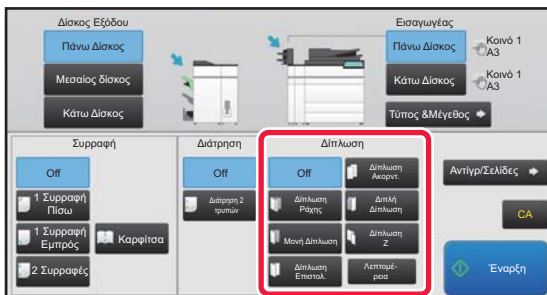 Δίσκος Εξόδου
Πάνω Δίσκος
Μεσαίος δίσκος
Κάτω Δίσκος
Εισαγωγέας
Πάνω Δίσκος
Κοινό 1
A3
Κάτω Δίσκος
Κοινό 1
A3
Τύπος &Μέγεθος
Συρραφή
Off
1 Συρραφή
Πίσω
1 Συρραφή
Εμπρός
Καρφίτσα
2 Συρραφές
Διάτρηση
Off
Διάτρηση 2
τρυπών
Δίπλωση
Off
Δίπλωση
Ακορντ.
Δίπλωση
Ράχης
Διπλή
Δίπλωση
Μονή Δίπλωση
Δίπλωση
Z
Δίπλωση
Επιστολ.
Λεπτομέ-
ρεια
Αντίγρ/Σελίδες
CA
Έναρξη